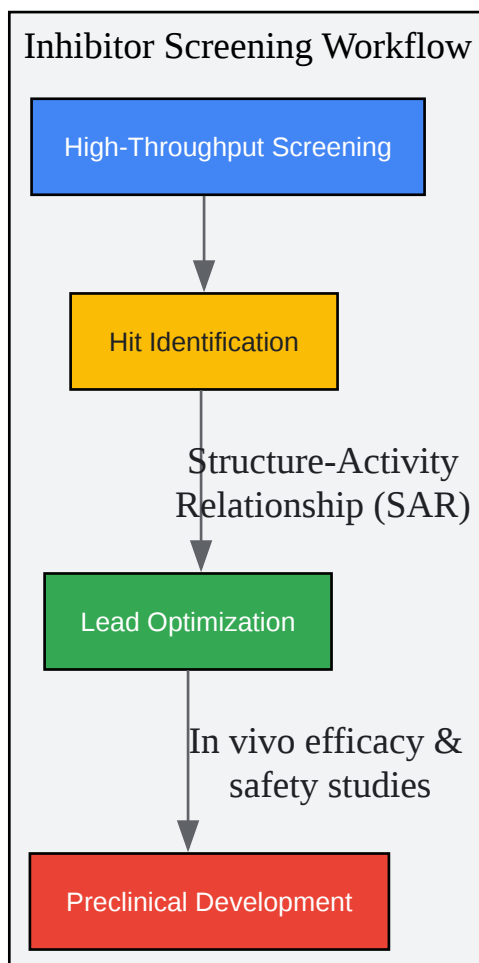 Inhibitor Screening Workflow
High-Throughput Screening
Hit Identification
Structure-Activity
Relationship (SAR)
Lead Optimization
In vivo efficacy &
safety studies
Preclinical Development